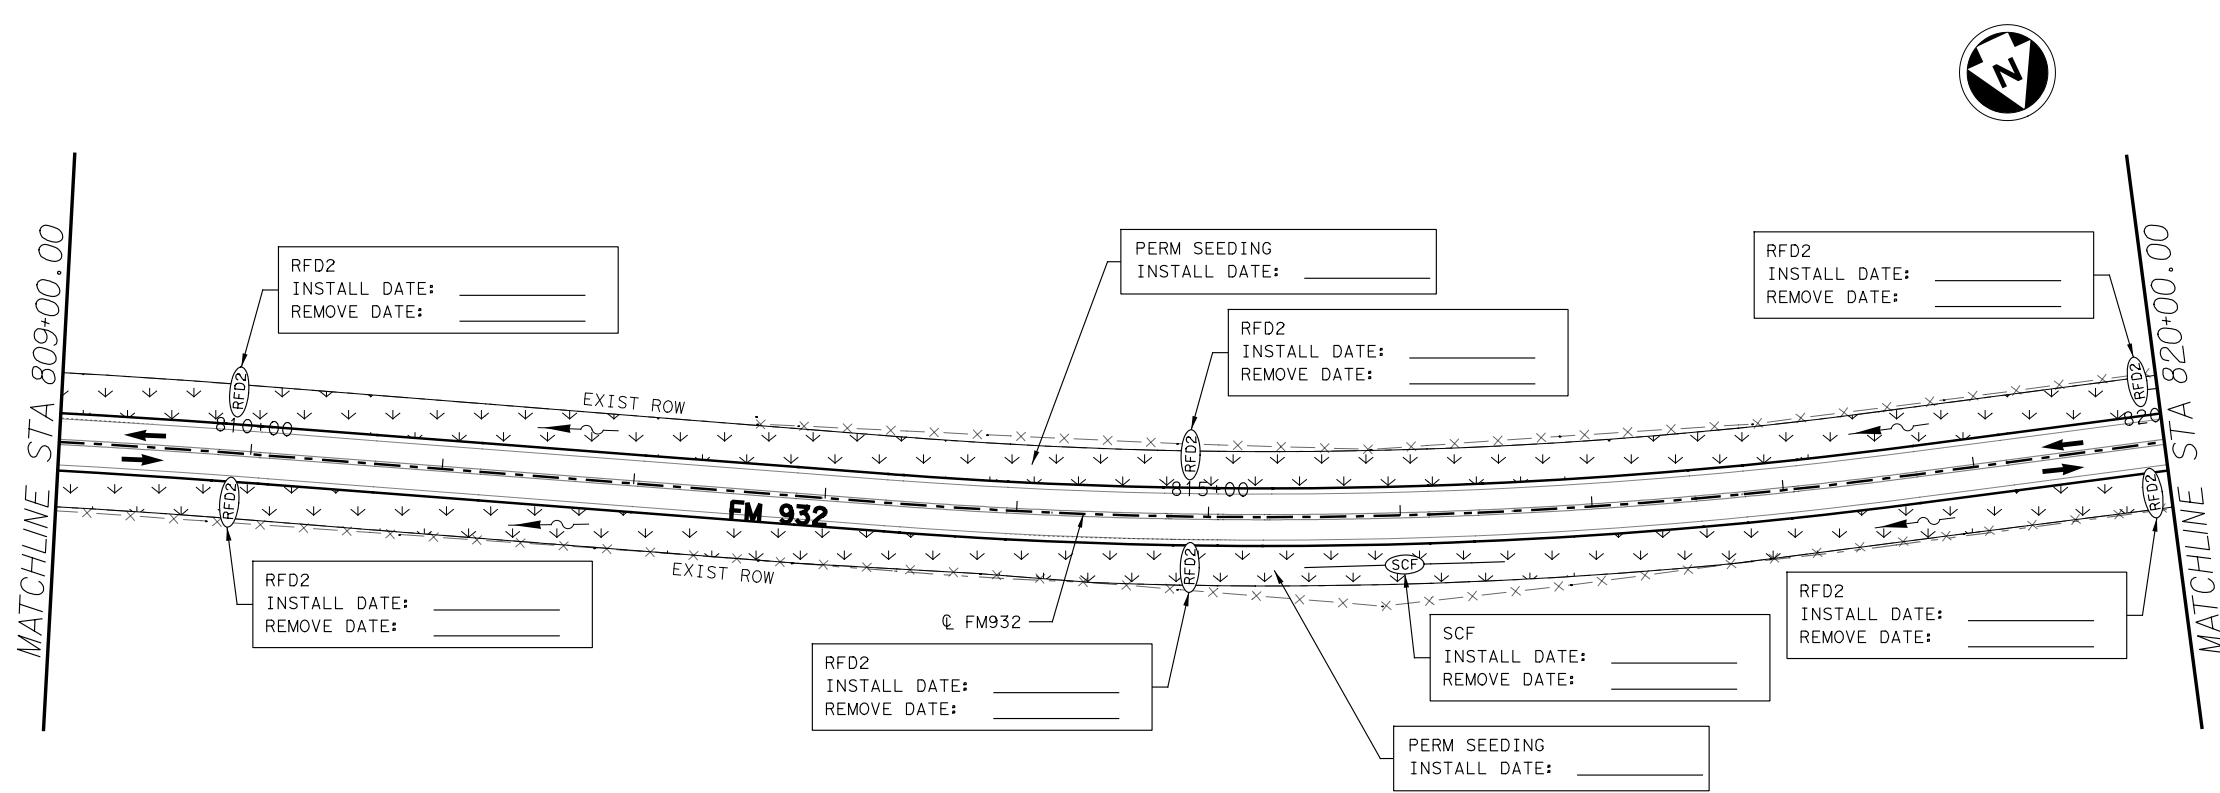 N
MATCHLINE STA 809+00.00
RFD2
INSTALL DATE:
REMOVE DATE:
PERM SEEDING
INSTALL DATE:
RFD2
INSTALL DATE:
REMOVE DATE:
RFD2
INSTALL DATE:
REMOVE DATE:
MATCHLINE STA 820+00.00
RFD2
EXIST ROW
RFD2
RFD2
810+00
815+00
820
FM 932
RFD2
RFD2
RFD2
EXIST ROW
SCF
RFD2
INSTALL DATE:
REMOVE DATE:
℄ FM932
RFD2
INSTALL DATE:
REMOVE DATE:
SCF
INSTALL DATE:
REMOVE DATE:
RFD2
INSTALL DATE:
REMOVE DATE:
PERM SEEDING
INSTALL DATE: